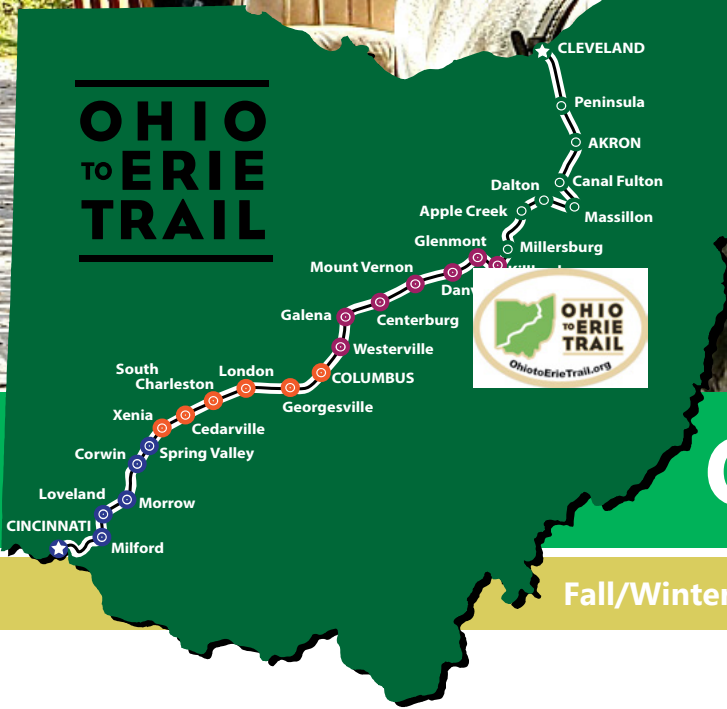 OHIO
TO ERIE
TRAIL
CLEVELAND
Peninsula
AKRON
Canal Fulton
Dalton
Massillon
Apple Creek
Millersburg
Glenmont
Mount Vernon
Galena
Centerburg
Westerville
COLUMBUS
South
Charleston
London
Georgesville
Xenia
Cedarville
Corwin
Spring Valley
Loveland
Morrow
CINCINNATI
Milford
OHIO
TO ERIE
TRAIL
OhiotoErieTrail.org
Fall/Winter